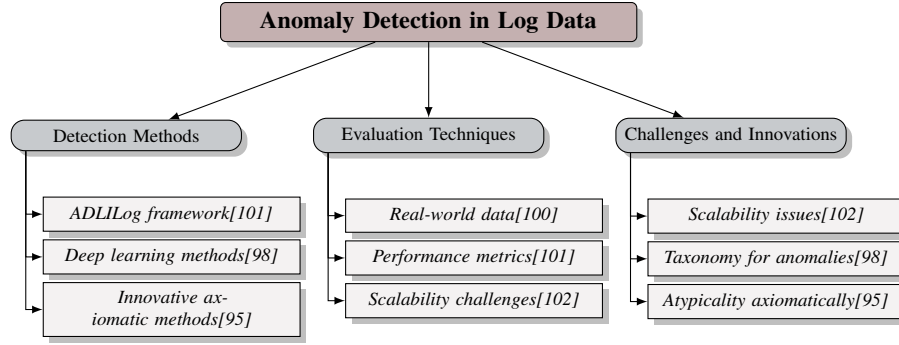 Anomaly Detection in Log Data
Detection Methods
ADLILog framework[101]
Deep learning methods[98]
Innovative ax-
iomatic methods[95]
Evaluation Techniques
Real-world data[100]
Performance metrics[101]
Scalability challenges[102]
Challenges and Innovations
Scalability issues[102]
Taxonomy for anomalies[98]
Atypicality axiomatically[95]